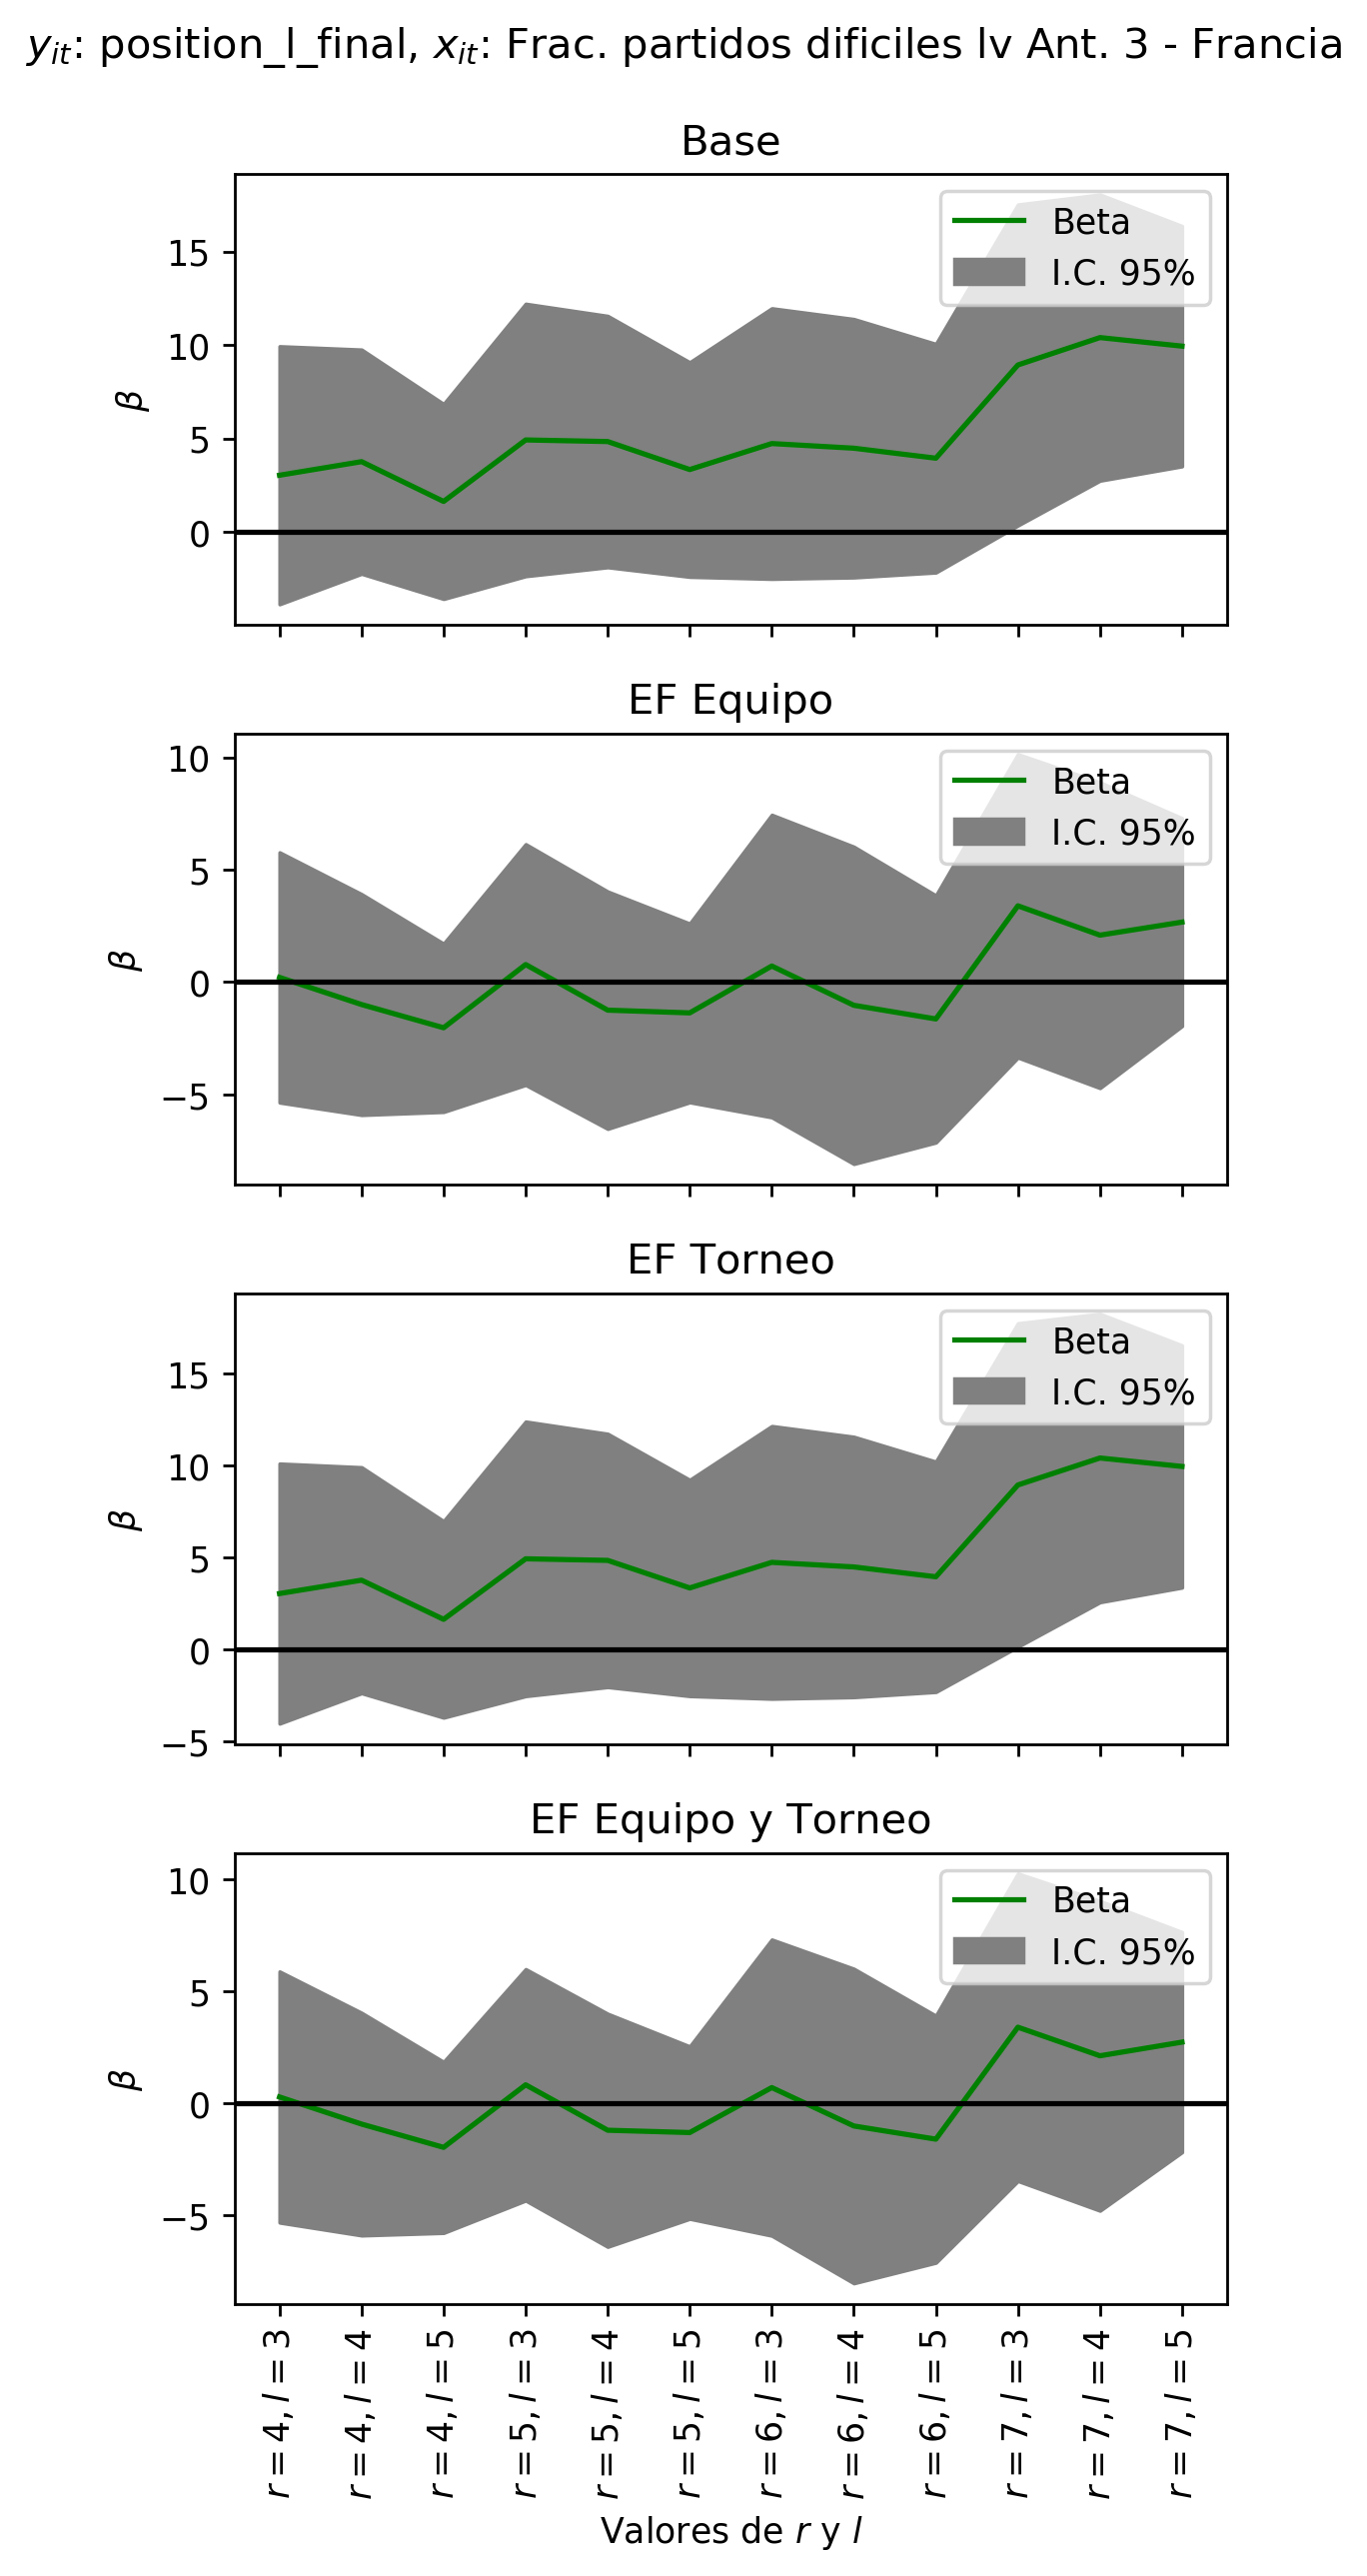 y_it: position_l_final, x_it: Frac. partidos dificiles lv Ant. 3 - Francia
Base
15
10
5
0
β
Beta
I.C. 95%
EF Equipo
10
5
0
−5
β
Beta
I.C. 95%
EF Torneo
15
10
5
0
−5
β
Beta
I.C. 95%
EF Equipo y Torneo
10
5
0
−5
β
Beta
I.C. 95%
r = 4, l = 3
r = 4, l = 4
r = 4, l = 5
r = 5, l = 3
r = 5, l = 4
r = 5, l = 5
r = 6, l = 3
r = 6, l = 4
r = 6, l = 5
r = 7, l = 3
r = 7, l = 4
r = 7, l = 5
Valores de r y l